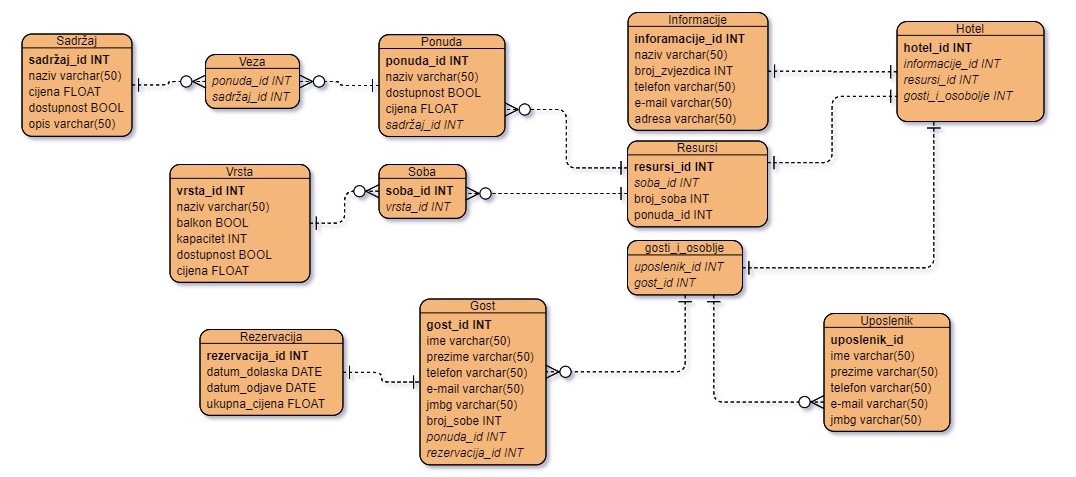 Sadržaj
sadržaj_id INT
naziv varchar(50)
cijena FLOAT
dostupnost BOOL
opis varchar(50)
Veza
ponuda_id INT
sadržaj_id INT
Ponuda
ponuda_id INT
naziv varchar(50)
dostupnost BOOL
cijena FLOAT
sadržaj_id INT
Informacije
inforamacije_id INT
naziv varchar(50)
broj_zvjezdica INT
telefon varchar(50)
e-mail varchar(50)
adresa varchar(50)
Hotel
hotel_id INT
informacije_id INT
resursi_id INT
gosti_i_osobolje INT
Vrsta
vrsta_id INT
naziv varchar(50)
balkon BOOL
kapacitet INT
dostupnost BOOL
cijena FLOAT
Soba
soba_id INT
vrsta_id INT
Resursi
resursi_id INT
soba_id INT
broj_soba INT
ponuda_id INT
gosti_i_osoblje
uposlenik_id INT
gost_id INT
Rezervacija
rezervacija_id INT
datum_dolaska DATE
datum_odjave DATE
ukupna_cijena FLOAT
Gost
gost_id INT
ime varchar(50)
prezime varchar(50)
telefon varchar(50)
e-mail varchar(50)
jmbg varchar(50)
broj_sobe INT
ponuda_id INT
rezervacija_id INT
Uposlenik
uposlenik_id
ime varchar(50)
prezime varchar(50)
telefon varchar(50)
e-mail varchar(50)
jmbg varchar(50)